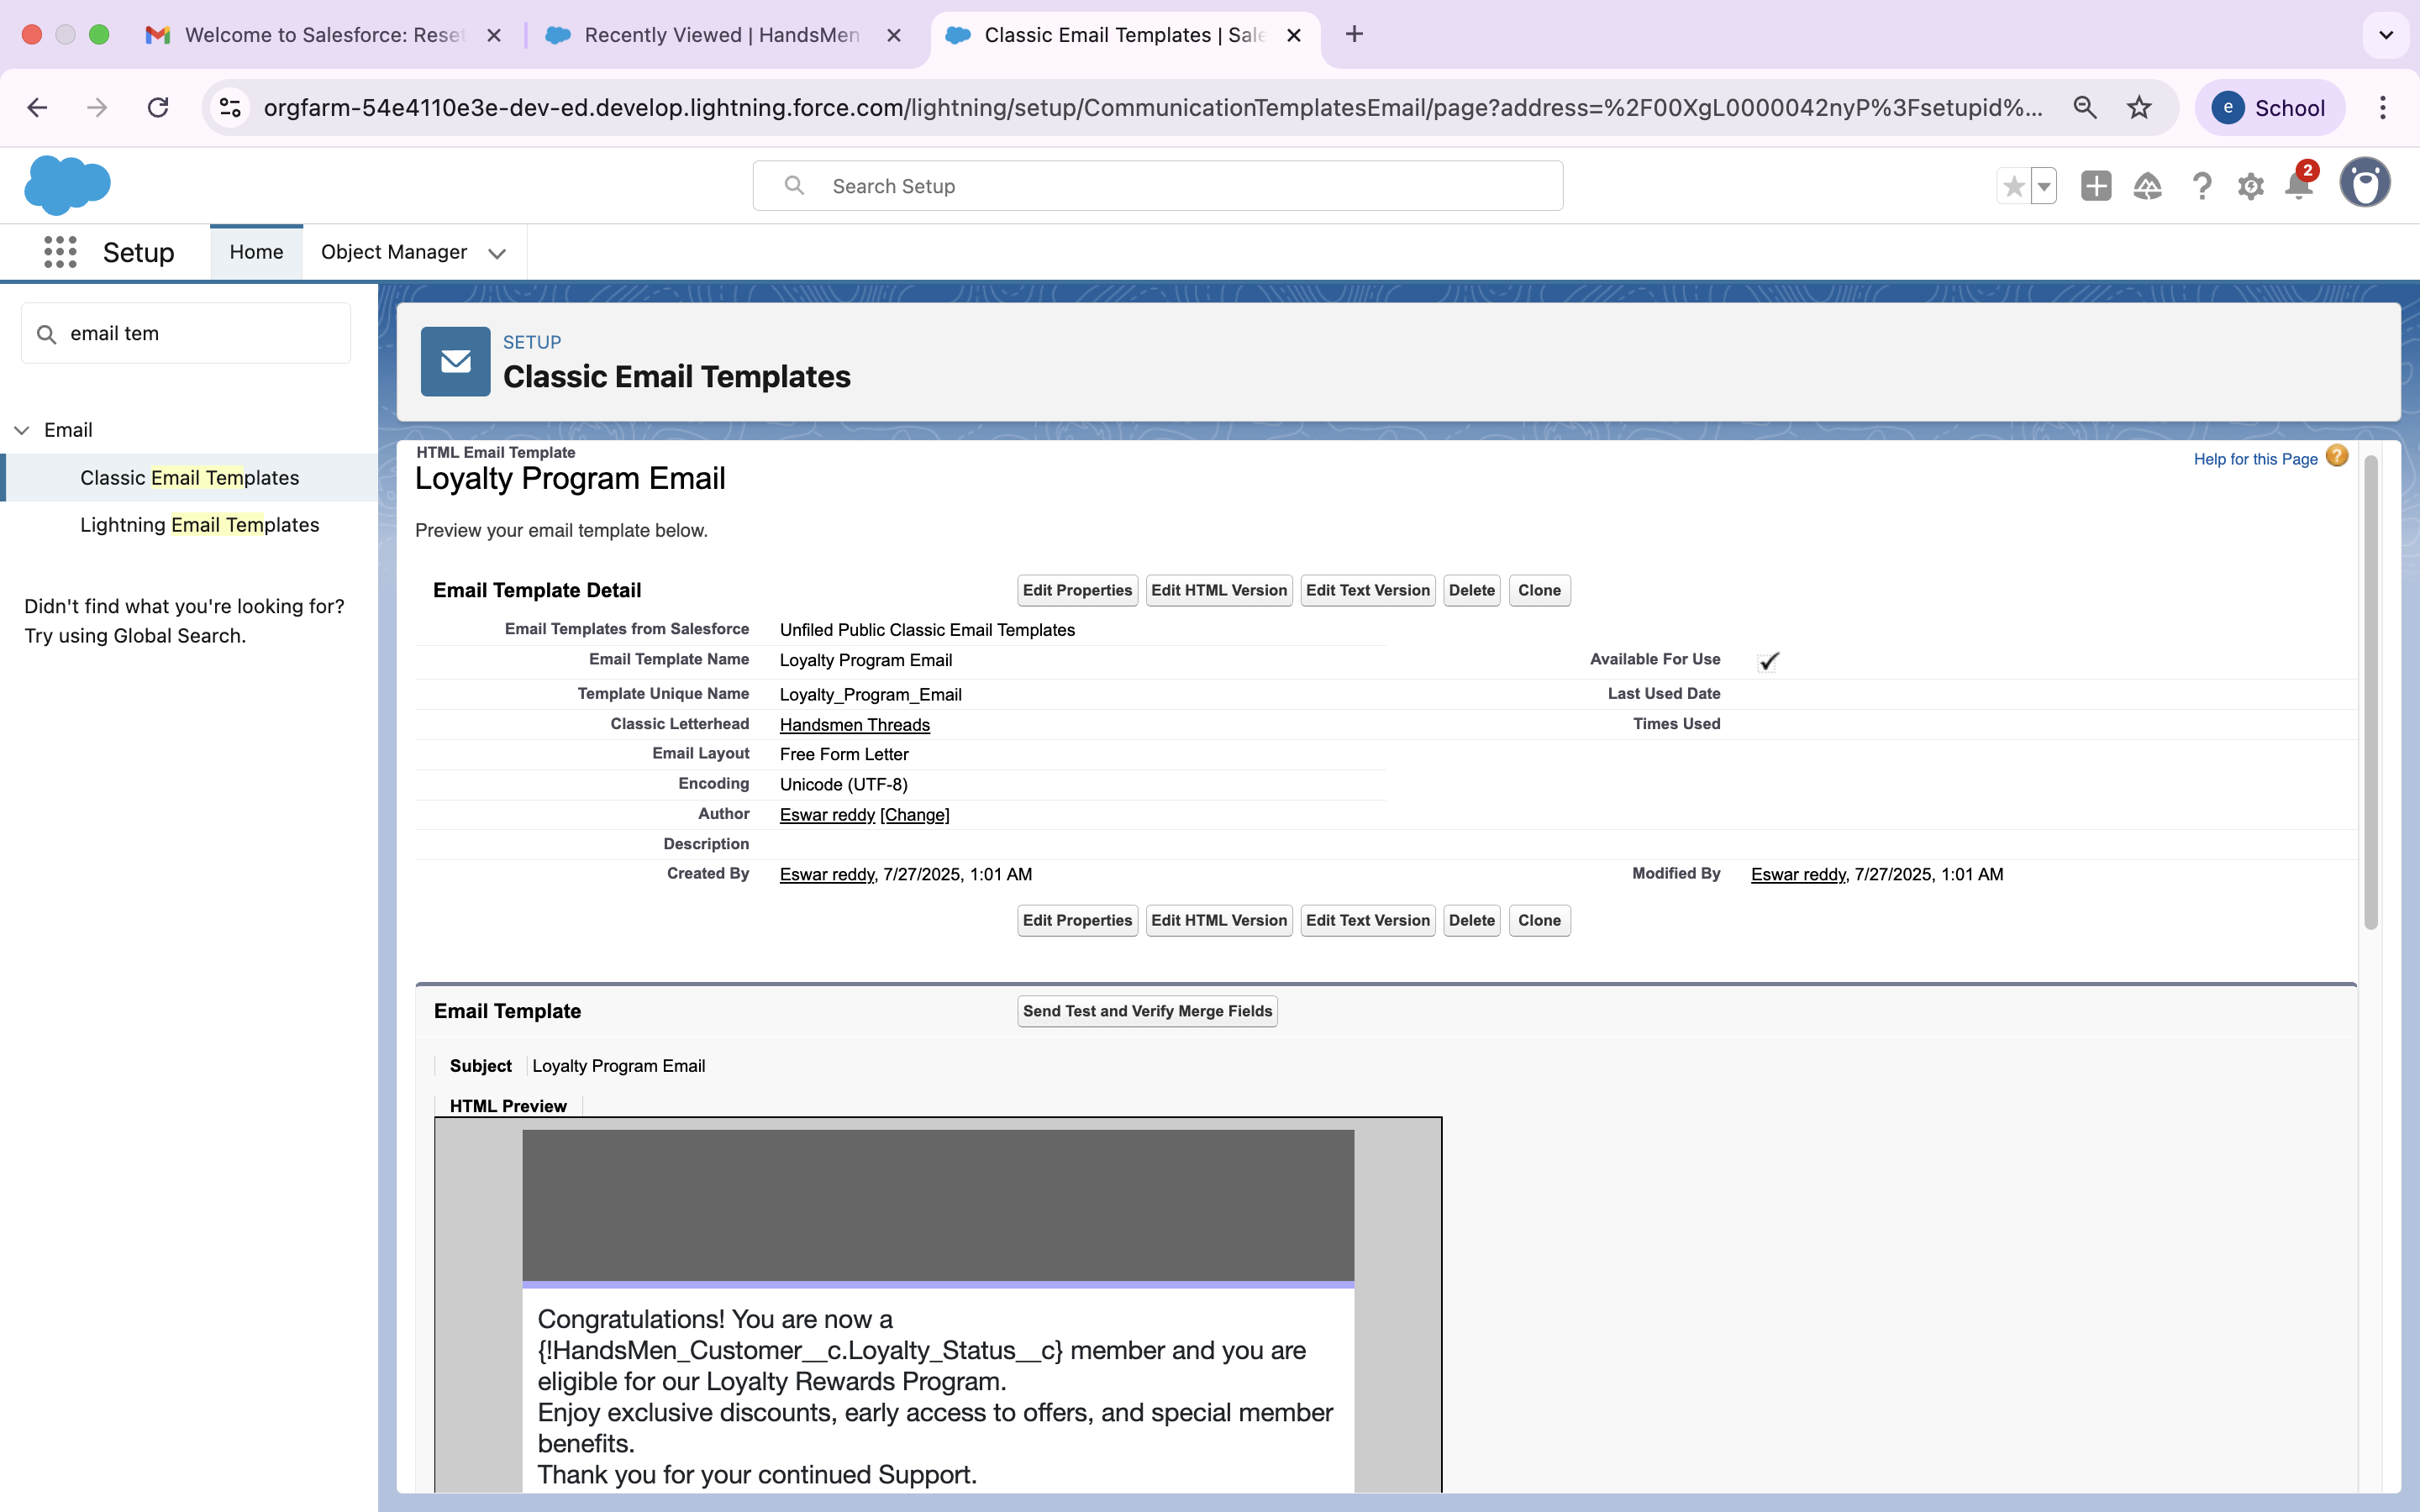 Welcome to Salesforce: Reset
Recently Viewed | HandsMen
Classic Email Templates | Sale
orgfarm-54e4110e3e-dev-ed.develop.lightning.force.com/lightning/setup/CommunicationTemplatesEmail/page?address=%2F00XgL0000042nyP%3Fsetupid%...
e School
Search Setup
2
Setup
Home
Object Manager
email tem
Email
Classic Email Templates
Lightning Email Templates
Didn't find what you're looking for?
Try using Global Search.
SETUP
Classic Email Templates
HTML Email Template
Loyalty Program Email
Help for this Page ?
Preview your email template below.
Email Template Detail
Edit Properties Edit HTML Version Edit Text Version Delete Clone
Email Templates from Salesforce Unfiled Public Classic Email Templates
Email Template Name Loyalty Program Email Available For Use
Template Unique Name Loyalty_Program_Email Last Used Date
Classic Letterhead Handsmen Threads Times Used
Email Layout Free Form Letter
Encoding Unicode (UTF-8)
Author Eswar reddy [Change]
Description
Created By Eswar reddy, 7/27/2025, 1:01 AM Modified By Eswar reddy, 7/27/2025, 1:01 AM
Edit Properties Edit HTML Version Edit Text Version Delete Clone
Email Template
Send Test and Verify Merge Fields
Subject Loyalty Program Email
HTML Preview
Congratulations! You are now a
{!HandsMen_Customer__c.Loyalty_Status__c} member and you are
eligible for our Loyalty Rewards Program.
Enjoy exclusive discounts, early access to offers, and special member
benefits.
Thank you for your continued Support.